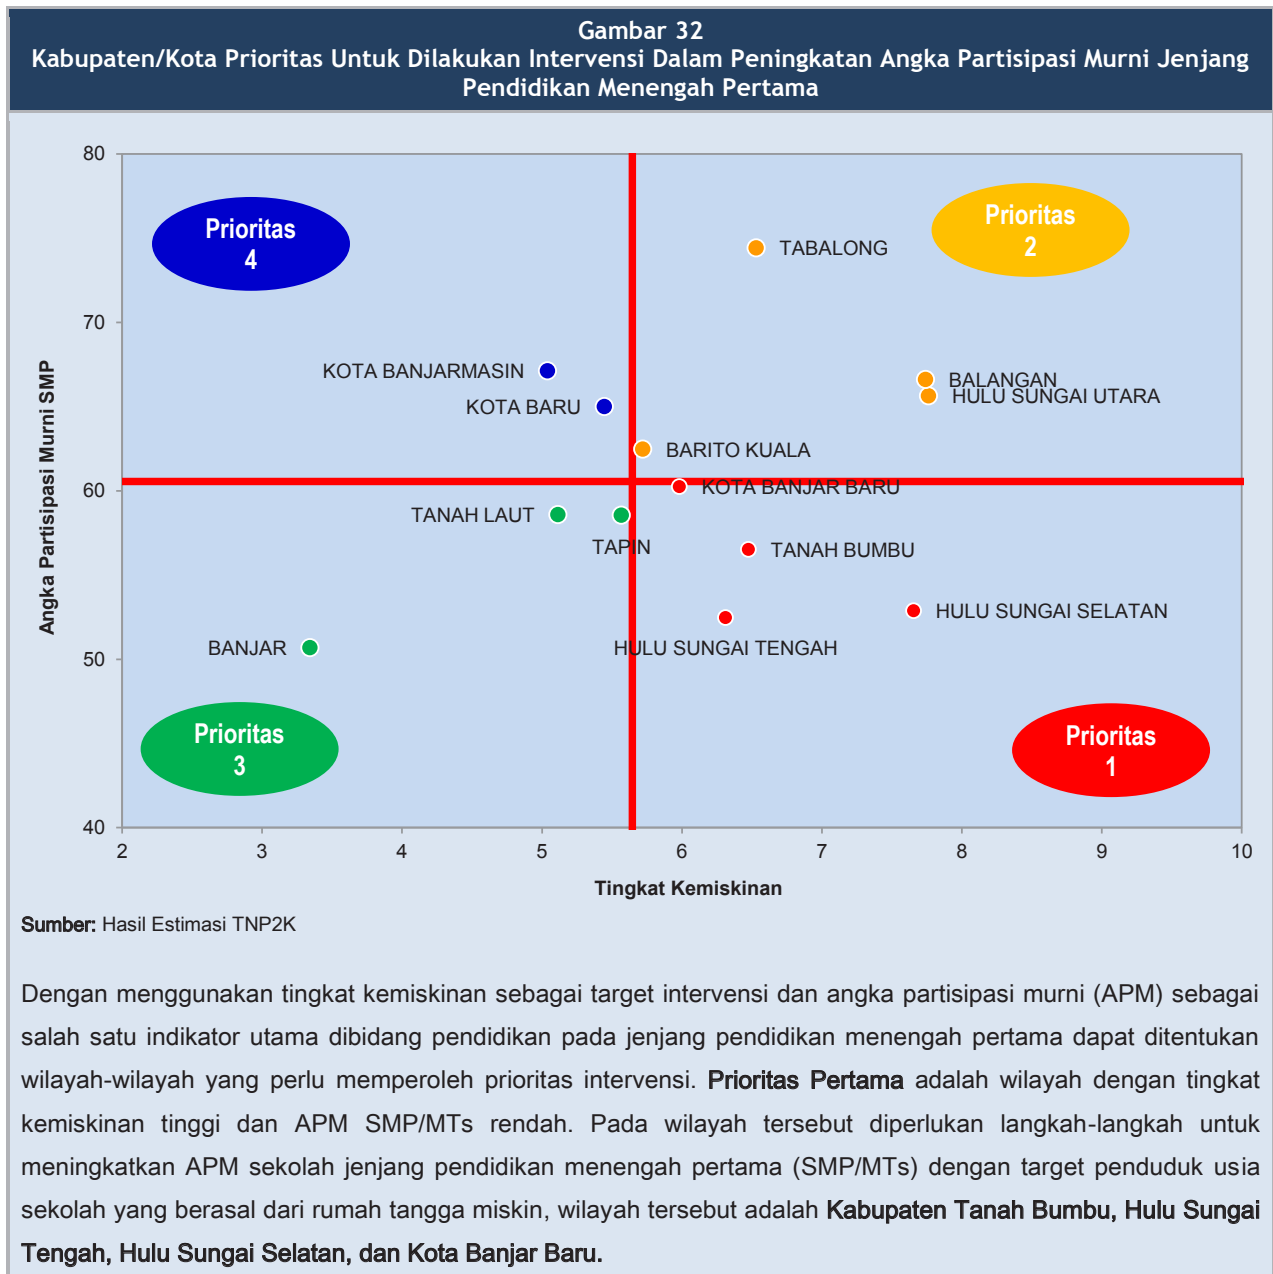 Gambar 32
Kabupaten/Kota Prioritas Untuk Dilakukan Intervensi Dalam Peningkatan Angka Partisipasi Murni Jenjang
Pendidikan Menengah Pertama
80
70
60
50
40
Angka Partisipasi Murni SMP
Prioritas
4
Prioritas
2
TABALONG
KOTA BANJARMASIN
BALANGAN
HULU SUNGAI UTARA
KOTA BARU
BARITO KUALA
KOTA BANJAR BARU
TANAH LAUT
TAPIN
TANAH BUMBU
HULU SUNGAI SELATAN
HULU SUNGAI TENGAH
BANJAR
Prioritas
3
Prioritas
1
2 3 4 5 6 7 8 9 10
Tingkat Kemiskinan
Sumber: Hasil Estimasi TNP2K
Dengan menggunakan tingkat kemiskinan sebagai target intervensi dan angka partisipasi murni (APM) sebagai
salah satu indikator utama dibidang pendidikan pada jenjang pendidikan menengah pertama dapat ditentukan
wilayah-wilayah yang perlu memperoleh prioritas intervensi. Prioritas Pertama adalah wilayah dengan tingkat
kemiskinan tinggi dan APM SMP/MTs rendah. Pada wilayah tersebut diperlukan langkah-langkah untuk
meningkatkan APM sekolah jenjang pendidikan menengah pertama (SMP/MTs) dengan target penduduk usia
sekolah yang berasal dari rumah tangga miskin, wilayah tersebut adalah Kabupaten Tanah Bumbu, Hulu Sungai
Tengah, Hulu Sungai Selatan, dan Kota Banjar Baru.